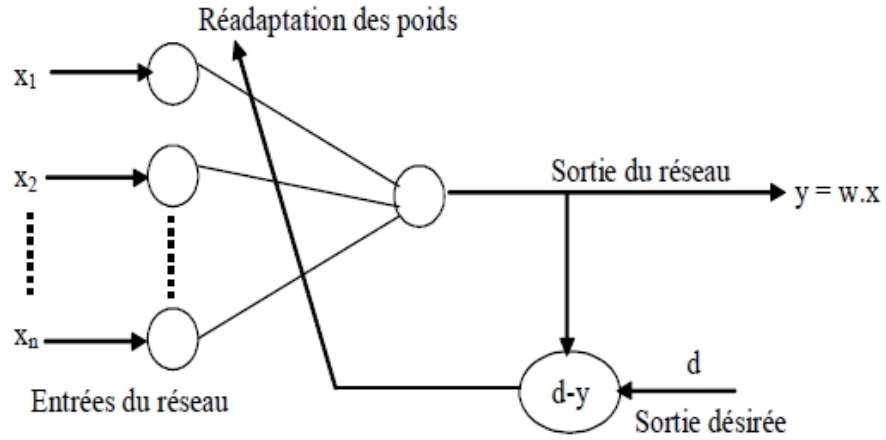 Réadaptation des poids
x1
x2
Sortie du réseau
y = w.x
xn
d-y
d
Entrées du réseau
Sortie désirée